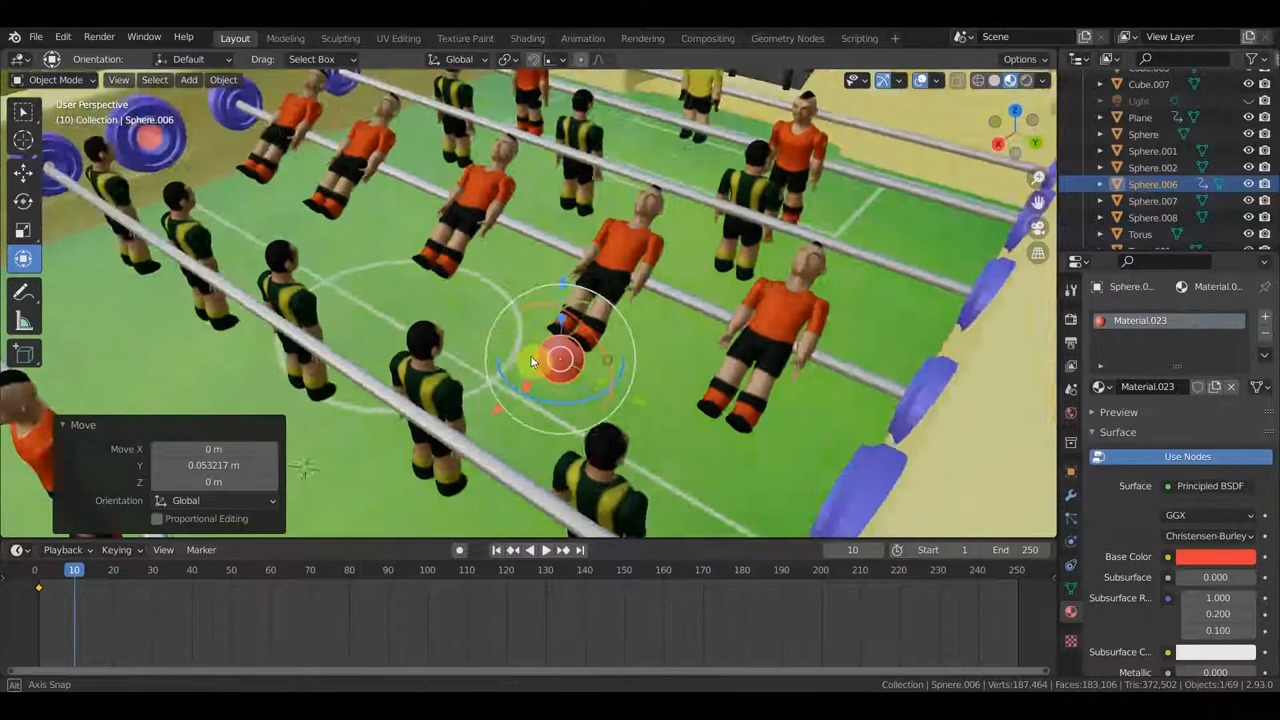 File Edit Render Window Help Layout Modeling Sculpting UV Editing Texture Paint Shading Animation Rendering Compositing Geometry Nodes Scripting + Scene View Layer
Orientation: Default Drag: Select Box Global Options
Object Mode View Select Add Object
User Perspective
(10) Collection | Sphere.006
Z
Y
X
Cube.007
Light
Plane
Sphere
Sphere.001
Sphere.002
Sphere.006
Sphere.007
Sphere.008
Torus
Sphere.0... Material.0...
Material.023
Material.023
Preview
Surface
Use Nodes
Surface Principled BSDF
GGX
Christensen-Burley
Base Color
Subsurface 0.000
Subsurface R... 1.000
0.200
0.100
Subsurface C...
Metallic 0.000
Move
Move X 0 m
Y 0.053217 m
Z 0 m
Orientation Global
Proportional Editing
Playback Keying View Marker 10 Start 1 End 250
0 10 20 30 40 50 60 70 80 90 100 110 120 130 140 150 160 170 180 190 200 210 220 230 240 250
Alt Axis Snap Collection | Sphere.006 | Verts:187,464 | Faces:183,106 | Tris:372,502 | Objects:1/69 | 2.93.0